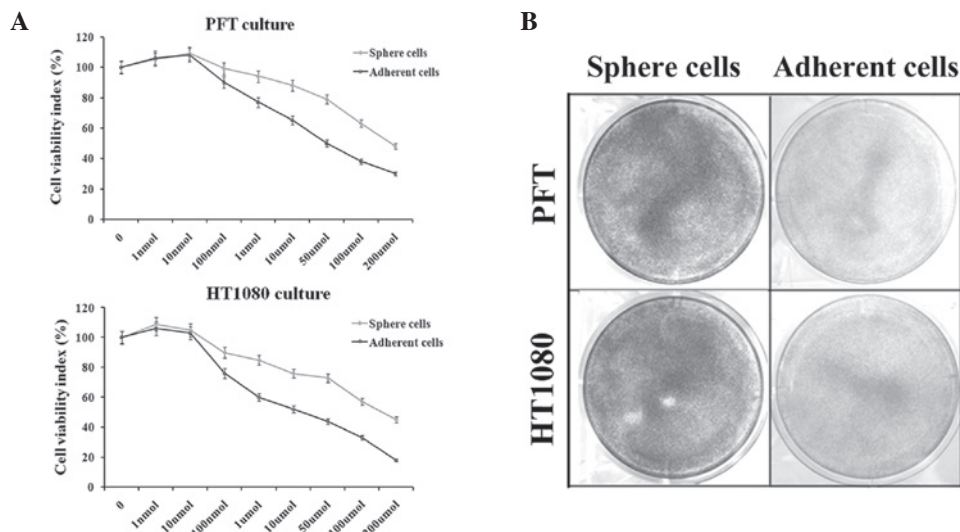 A
PFT culture
Cell viability index (%)
120
100
80
60
40
20
0
Sphere cells
Adherent cells
0
1nmol
10nmol
100nmol
1umol
10umol
50umol
100umol
200umol
HT1080 culture
Cell viability index (%)
120
100
80
60
40
20
0
Sphere cells
Adherent cells
0
1nmol
10nmol
100nmol
1umol
10umol
50umol
100umol
200umol
B
Sphere cells Adherent cells
PFT
HT1080